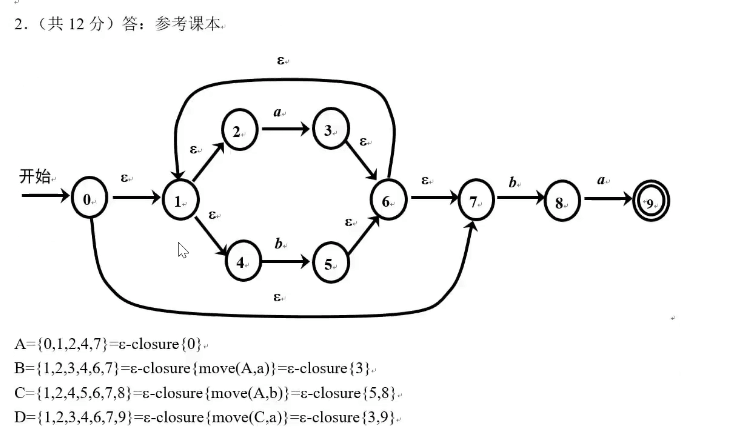 2.（共 12 分）答：参考课本
ε
a
2
3
ε
ε
开始
ε
ε
b
a
0
1
6
7
8
9
ε
ε
b
4
5
ε
A={0,1,2,4,7}=ε-closure{0}
B={1,2,3,4,6,7}=ε-closure{move(A,a)}=ε-closure{3}
C={1,2,4,5,6,7,8}=ε-closure{move(A,b)}=ε-closure{5,8}
D={1,2,3,4,6,7,9}=ε-closure{move(C,a)}=ε-closure{3,9}